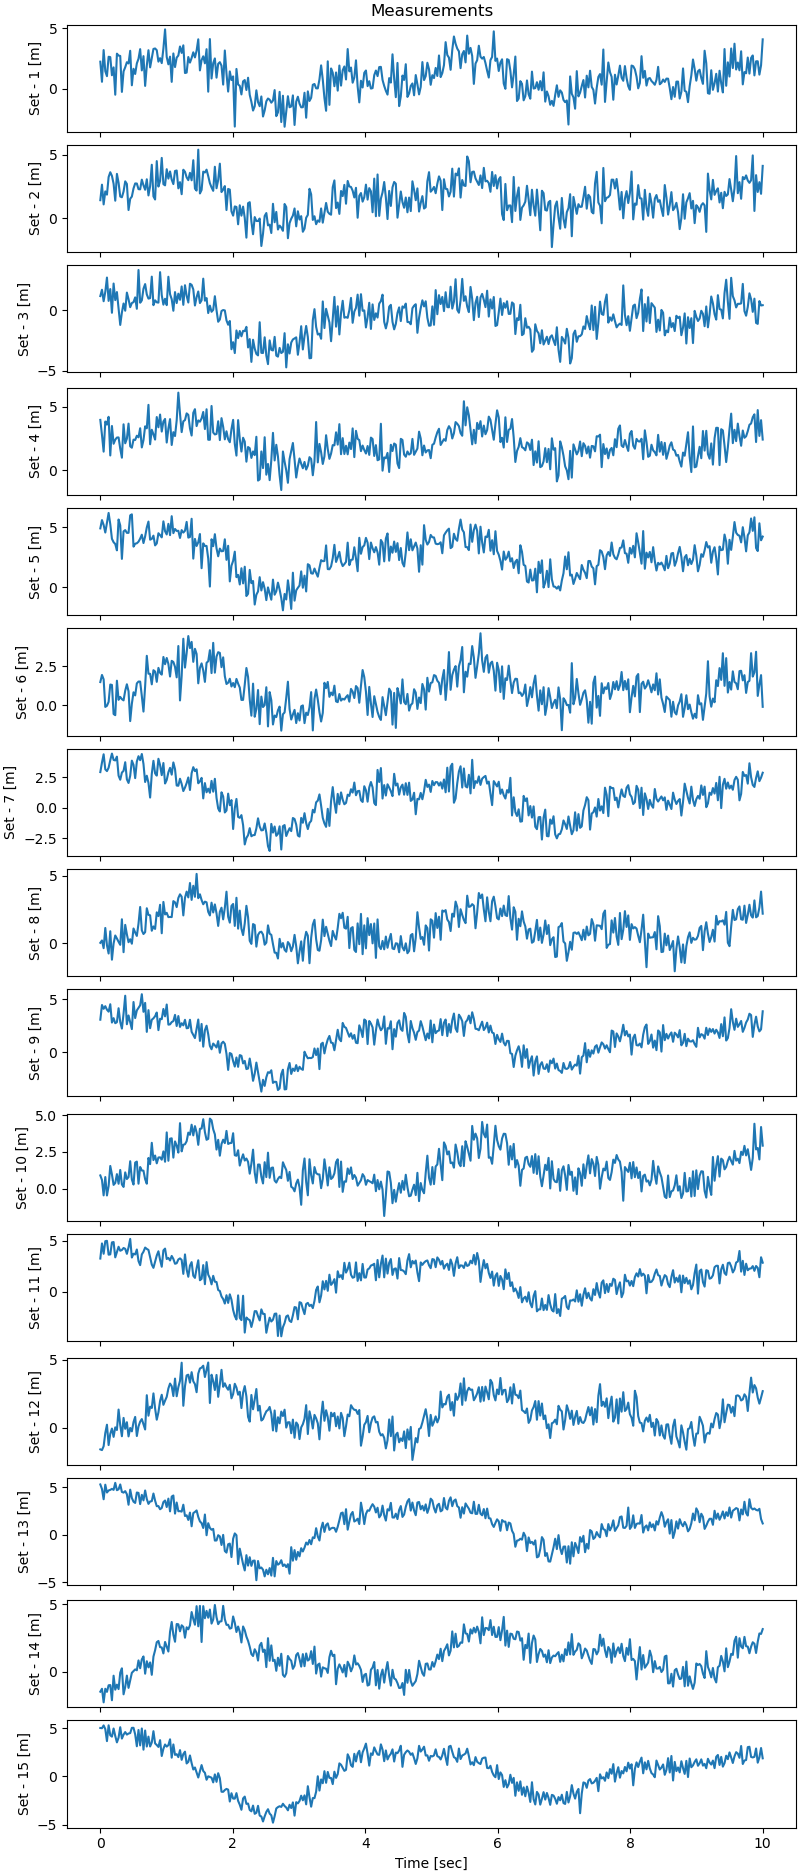 Measurements
5
0
Set - 1 [m]
5
0
Set - 2 [m]
0
−5
Set - 3 [m]
5
0
Set - 4 [m]
5
0
Set - 5 [m]
2.5
0.0
Set - 6 [m]
2.5
0.0
−2.5
Set - 7 [m]
5
0
Set - 8 [m]
5
0
Set - 9 [m]
5.0
2.5
0.0
Set - 10 [m]
5
0
Set - 11 [m]
5
0
Set - 12 [m]
5
0
−5
Set - 13 [m]
5
0
Set - 14 [m]
5
0
−5
Set - 15 [m]
0 2 4 6 8 10
Time [sec]